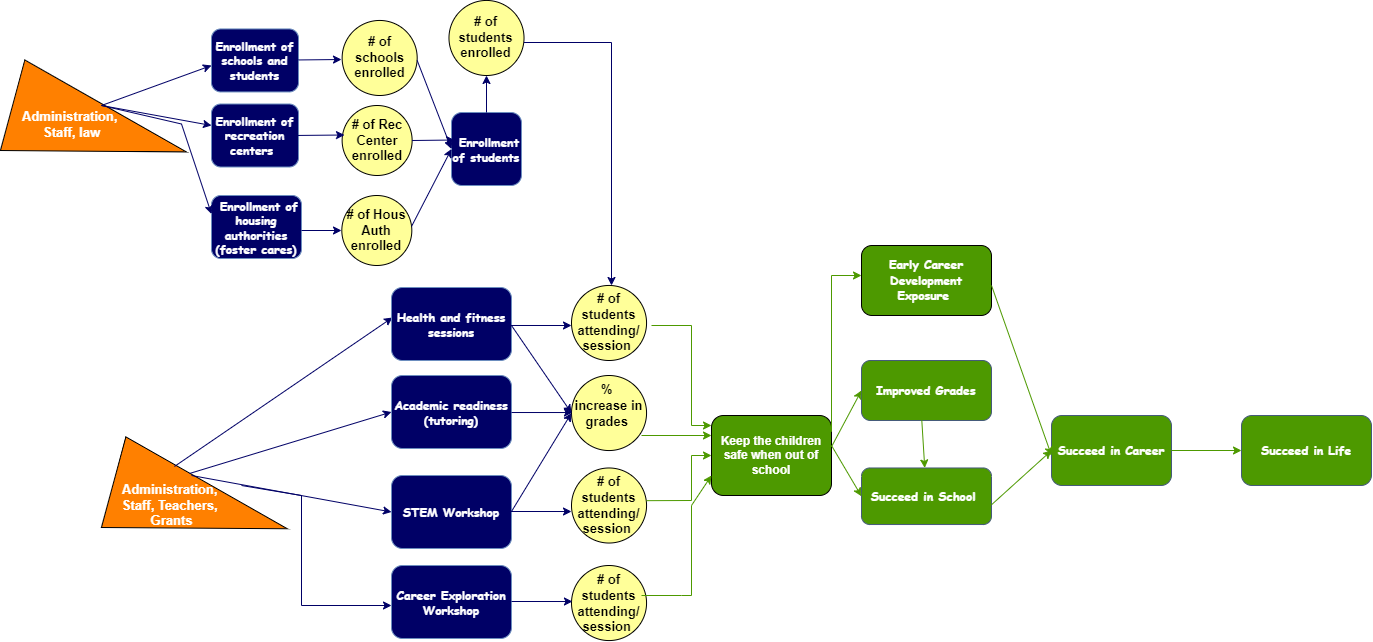 Administration,
Staff, law
Enrollment of
schools and
students
# of
schools
enrolled
# of
students
enrolled
Enrollment of
recreation
centers
# of Rec
Center
enrolled
Enrollment
of students
Enrollment of
housing
authorities
(foster cares)
# of Hous
Auth
enrolled
Administration,
Staff, Teachers,
Grants
Health and fitness
sessions
# of
students
attending/
session
Academic readiness
(tutoring)
%
increase in
grades
STEM Workshop
# of
students
attending/
session
Career Exploration
Workshop
# of
students
attending/
session
Keep the children
safe when out of
school
Early Career
Development
Exposure
Improved Grades
Succeed in School
Succeed in Career
Succeed in Life